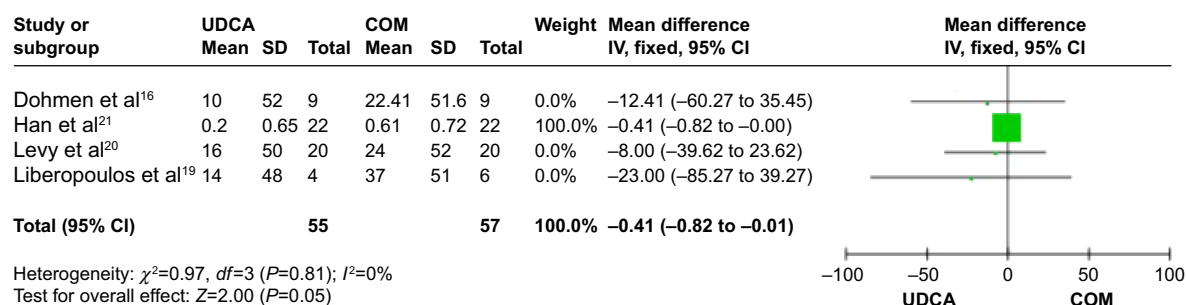 Study or UDCA COM Weight Mean difference Mean difference
subgroup Mean SD Total Mean SD Total IV, fixed, 95% CI IV, fixed, 95% CI
Dohmen et al¹⁶ 10 52 9 22.41 51.6 9 0.0% –12.41 (–60.27 to 35.45)
Han et al²¹ 0.2 0.65 22 0.61 0.72 22 100.0% –0.41 (–0.82 to –0.00)
Levy et al²⁰ 16 50 20 24 52 20 0.0% –8.00 (–39.62 to 23.62)
Liberopoulos et al¹⁹ 14 48 4 37 51 6 0.0% –23.00 (–85.27 to 39.27)
Total (95% CI) 55 57 100.0% –0.41 (–0.82 to –0.01)
Heterogeneity: χ²=0.97, df=3 (P=0.81); I²=0%
Test for overall effect: Z=2.00 (P=0.05)
–100 –50 0 50 100
UDCA COM